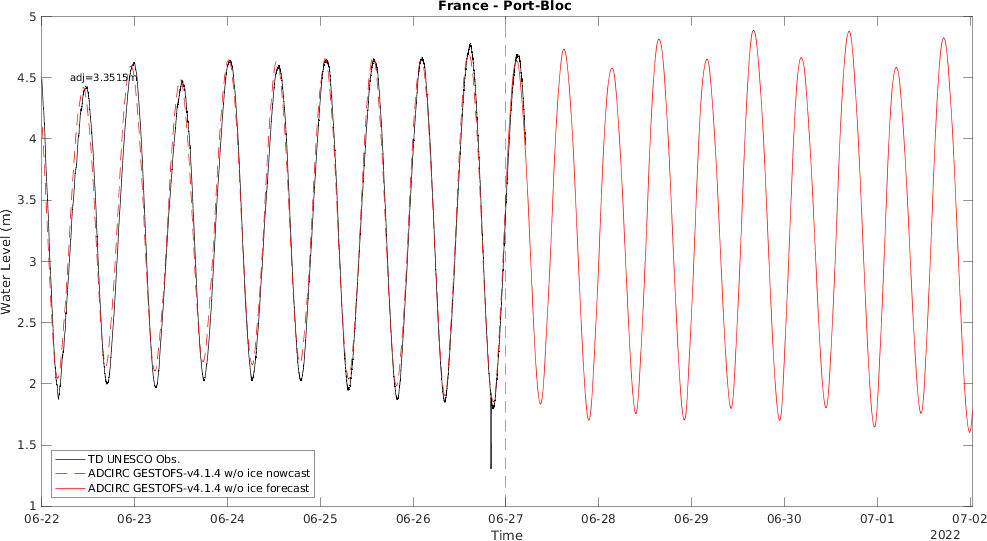 France - Port-Bloc
5
4.5
4
3.5
3
2.5
2
1.5
1
Water Level (m)
adj=3.3515m
TD UNESCO Obs.
ADCIRC GESTOFS-v4.1.4 w/o ice nowcast
ADCIRC GESTOFS-v4.1.4 w/o ice forecast
06-22 06-23 06-24 06-25 06-26 06-27 06-28 06-29 06-30 07-01 07-02
Time
2022